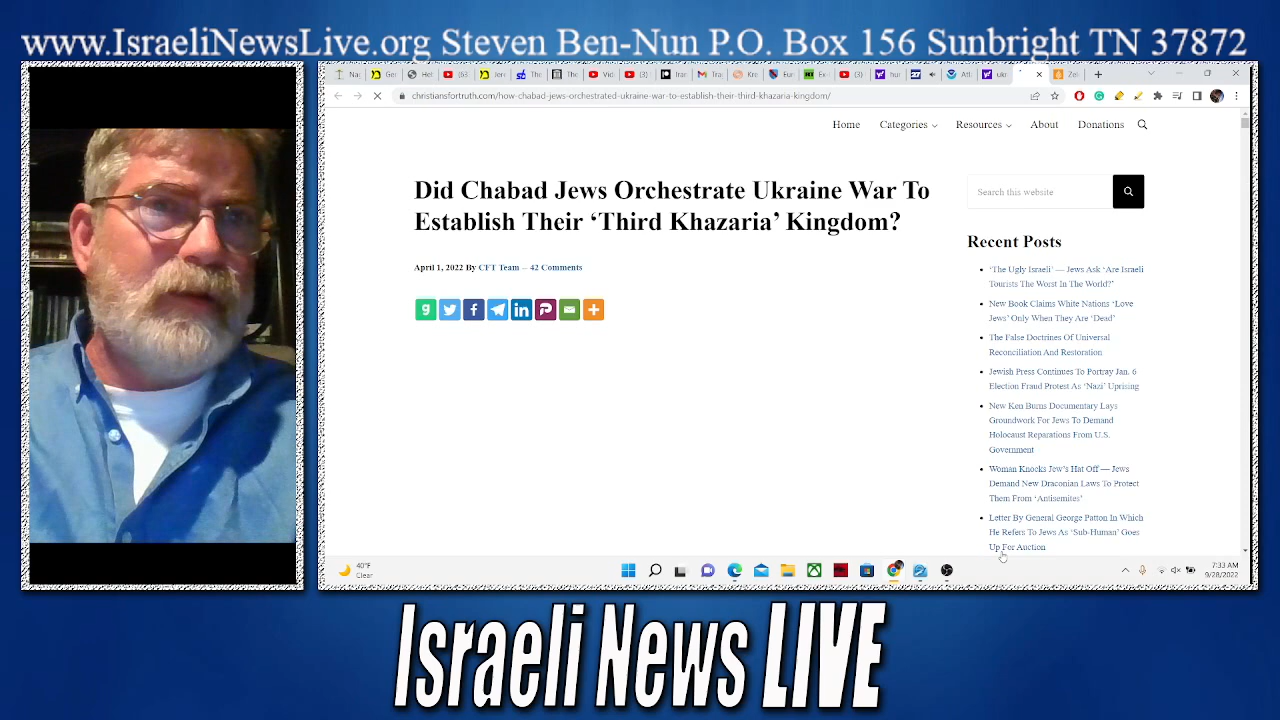 www.IsraeliNewsLive.org Steven Ben-Nun P.O. Box 156 Sunbright TN 37872
christiansfortruth.com/how-chabad-jews-orchestrated-ukraine-war-to-establish-their-third-khazaria-kingdom/
Home Categories Resources About Donations
Did Chabad Jews Orchestrate Ukraine War To
Establish Their ‘Third Khazaria’ Kingdom?
April 1, 2022 By CFT Team — 42 Comments
Search this website
Recent Posts
‘The Ugly Israeli’ — Jews Ask ‘Are Israeli
Tourists The Worst In The World?’
New Book Claims White Nations ‘Love
Jews’ Only When They Are ‘Dead’
The False Doctrines Of Universal
Reconciliation And Restoration
Jewish Press Continues To Portray Jan. 6
Election Fraud Protest As ‘Nazi’ Uprising
New Ken Burns Documentary Lays
Groundwork For Jews To Demand
Holocaust Reparations From U.S.
Government
Woman Knocks Jew’s Hat Off — Jews
Demand New Draconian Laws To Protect
Them From ‘Antisemites’
Letter By General George Patton In Which
He Refers To Jews As ‘Sub-Human’ Goes
Up For Auction
40°F
Clear
7:33 AM
9/28/2022
Israeli News LIVE